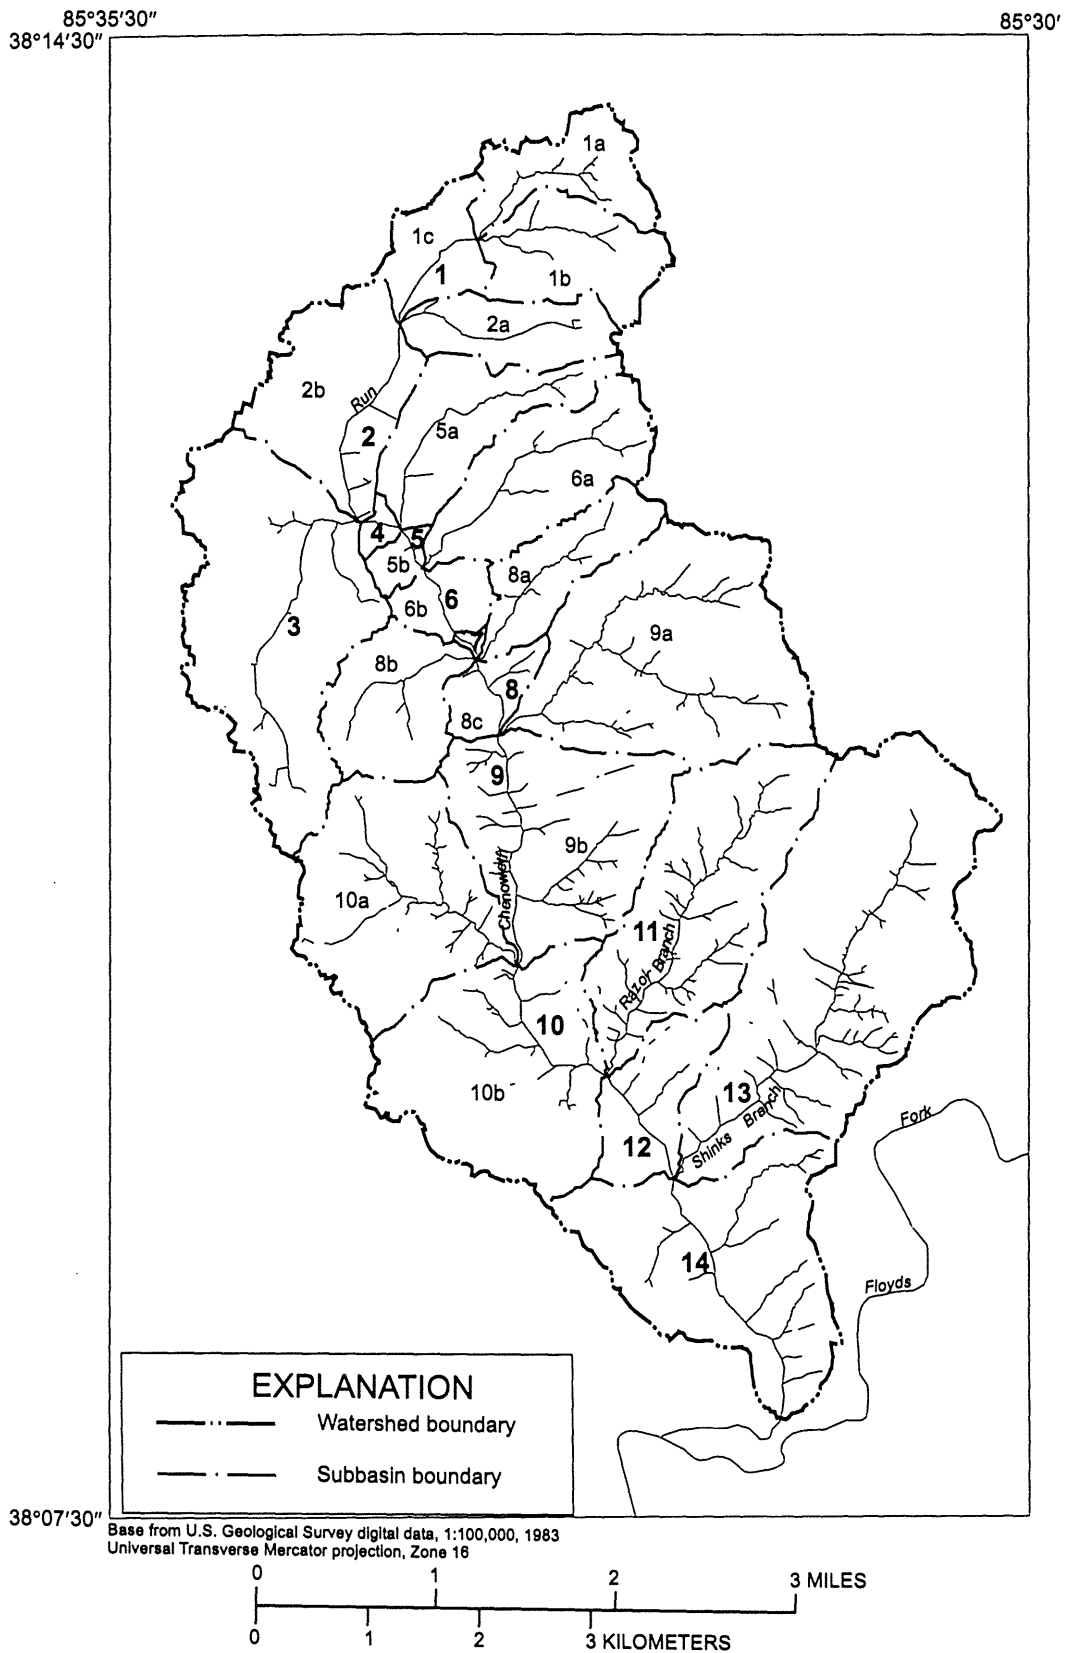 85°35'30"
85°30'
38°14'30"
1a
1c
1
1b
2a
2b
Run
2
5a
6a
4
5
5b
8a
6
6b
3
9a
8b
8
8c
9
9b
Chenoweth
10a
11
Razor Branch
10
10b
13
Shinks Branch
Fork
12
14
Floyds
EXPLANATION
Watershed boundary
Subbasin boundary
38°07'30"
Base from U.S. Geological Survey digital data, 1:100,000, 1983
Universal Transverse Mercator projection, Zone 16
0 1 2 3 MILES
0 1 2 3 KILOMETERS